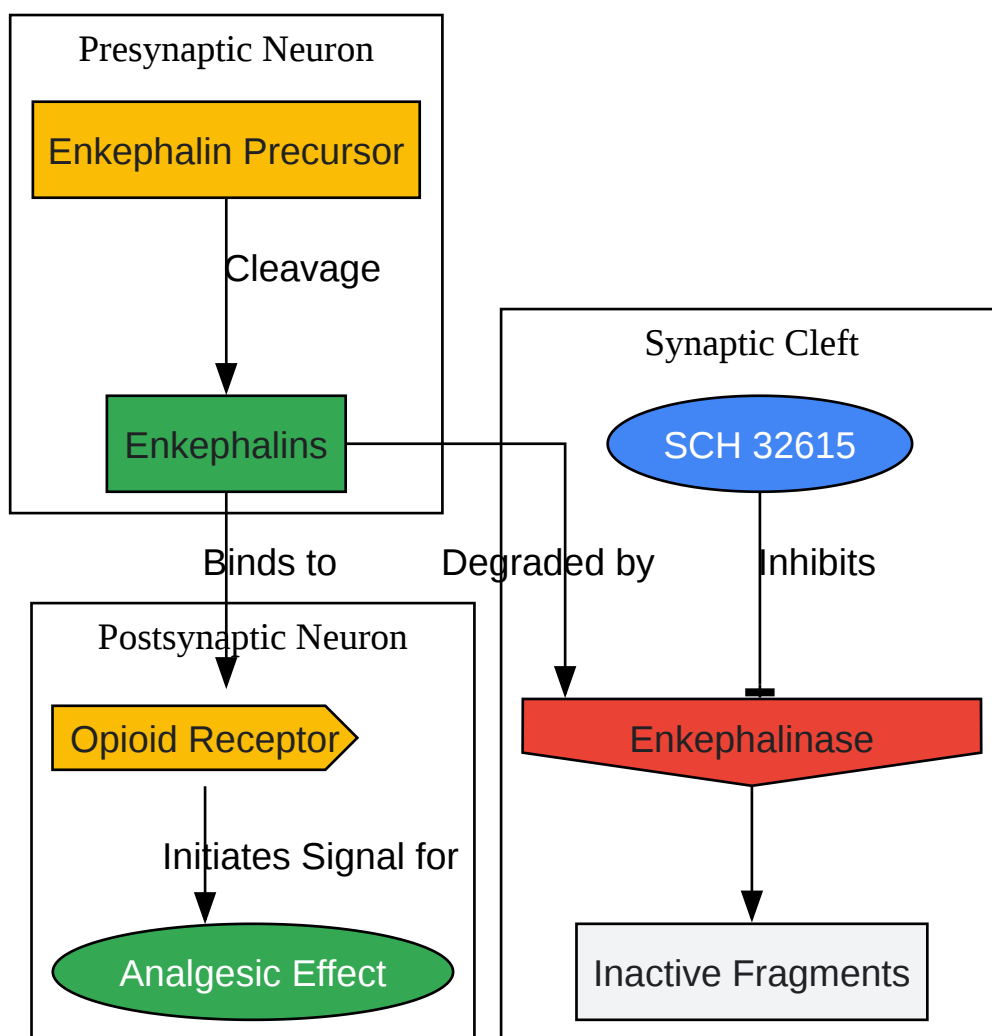 Presynaptic Neuron
Enkephalin Precursor
Cleavage
Enkephalins
Synaptic Cleft
SCH 32615
Binds to
Degraded by
Inhibits
Postsynaptic Neuron
Opioid Receptor
Enkephalinase
Initiates Signal for
Analgesic Effect
Inactive Fragments